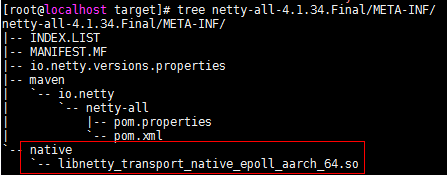 [root@localhost target]# tree netty-all-4.1.34.Final/META-INF/
netty-all-4.1.34.Final/META-INF/
|-- INDEX.LIST
|-- MANIFEST.MF
|-- io.netty.versions.properties
|-- maven
|   `-- io.netty
|       `-- netty-all
|           |-- pom.properties
|           `-- pom.xml
`-- native
    `-- libnetty_transport_native_epoll_aarch_64.so